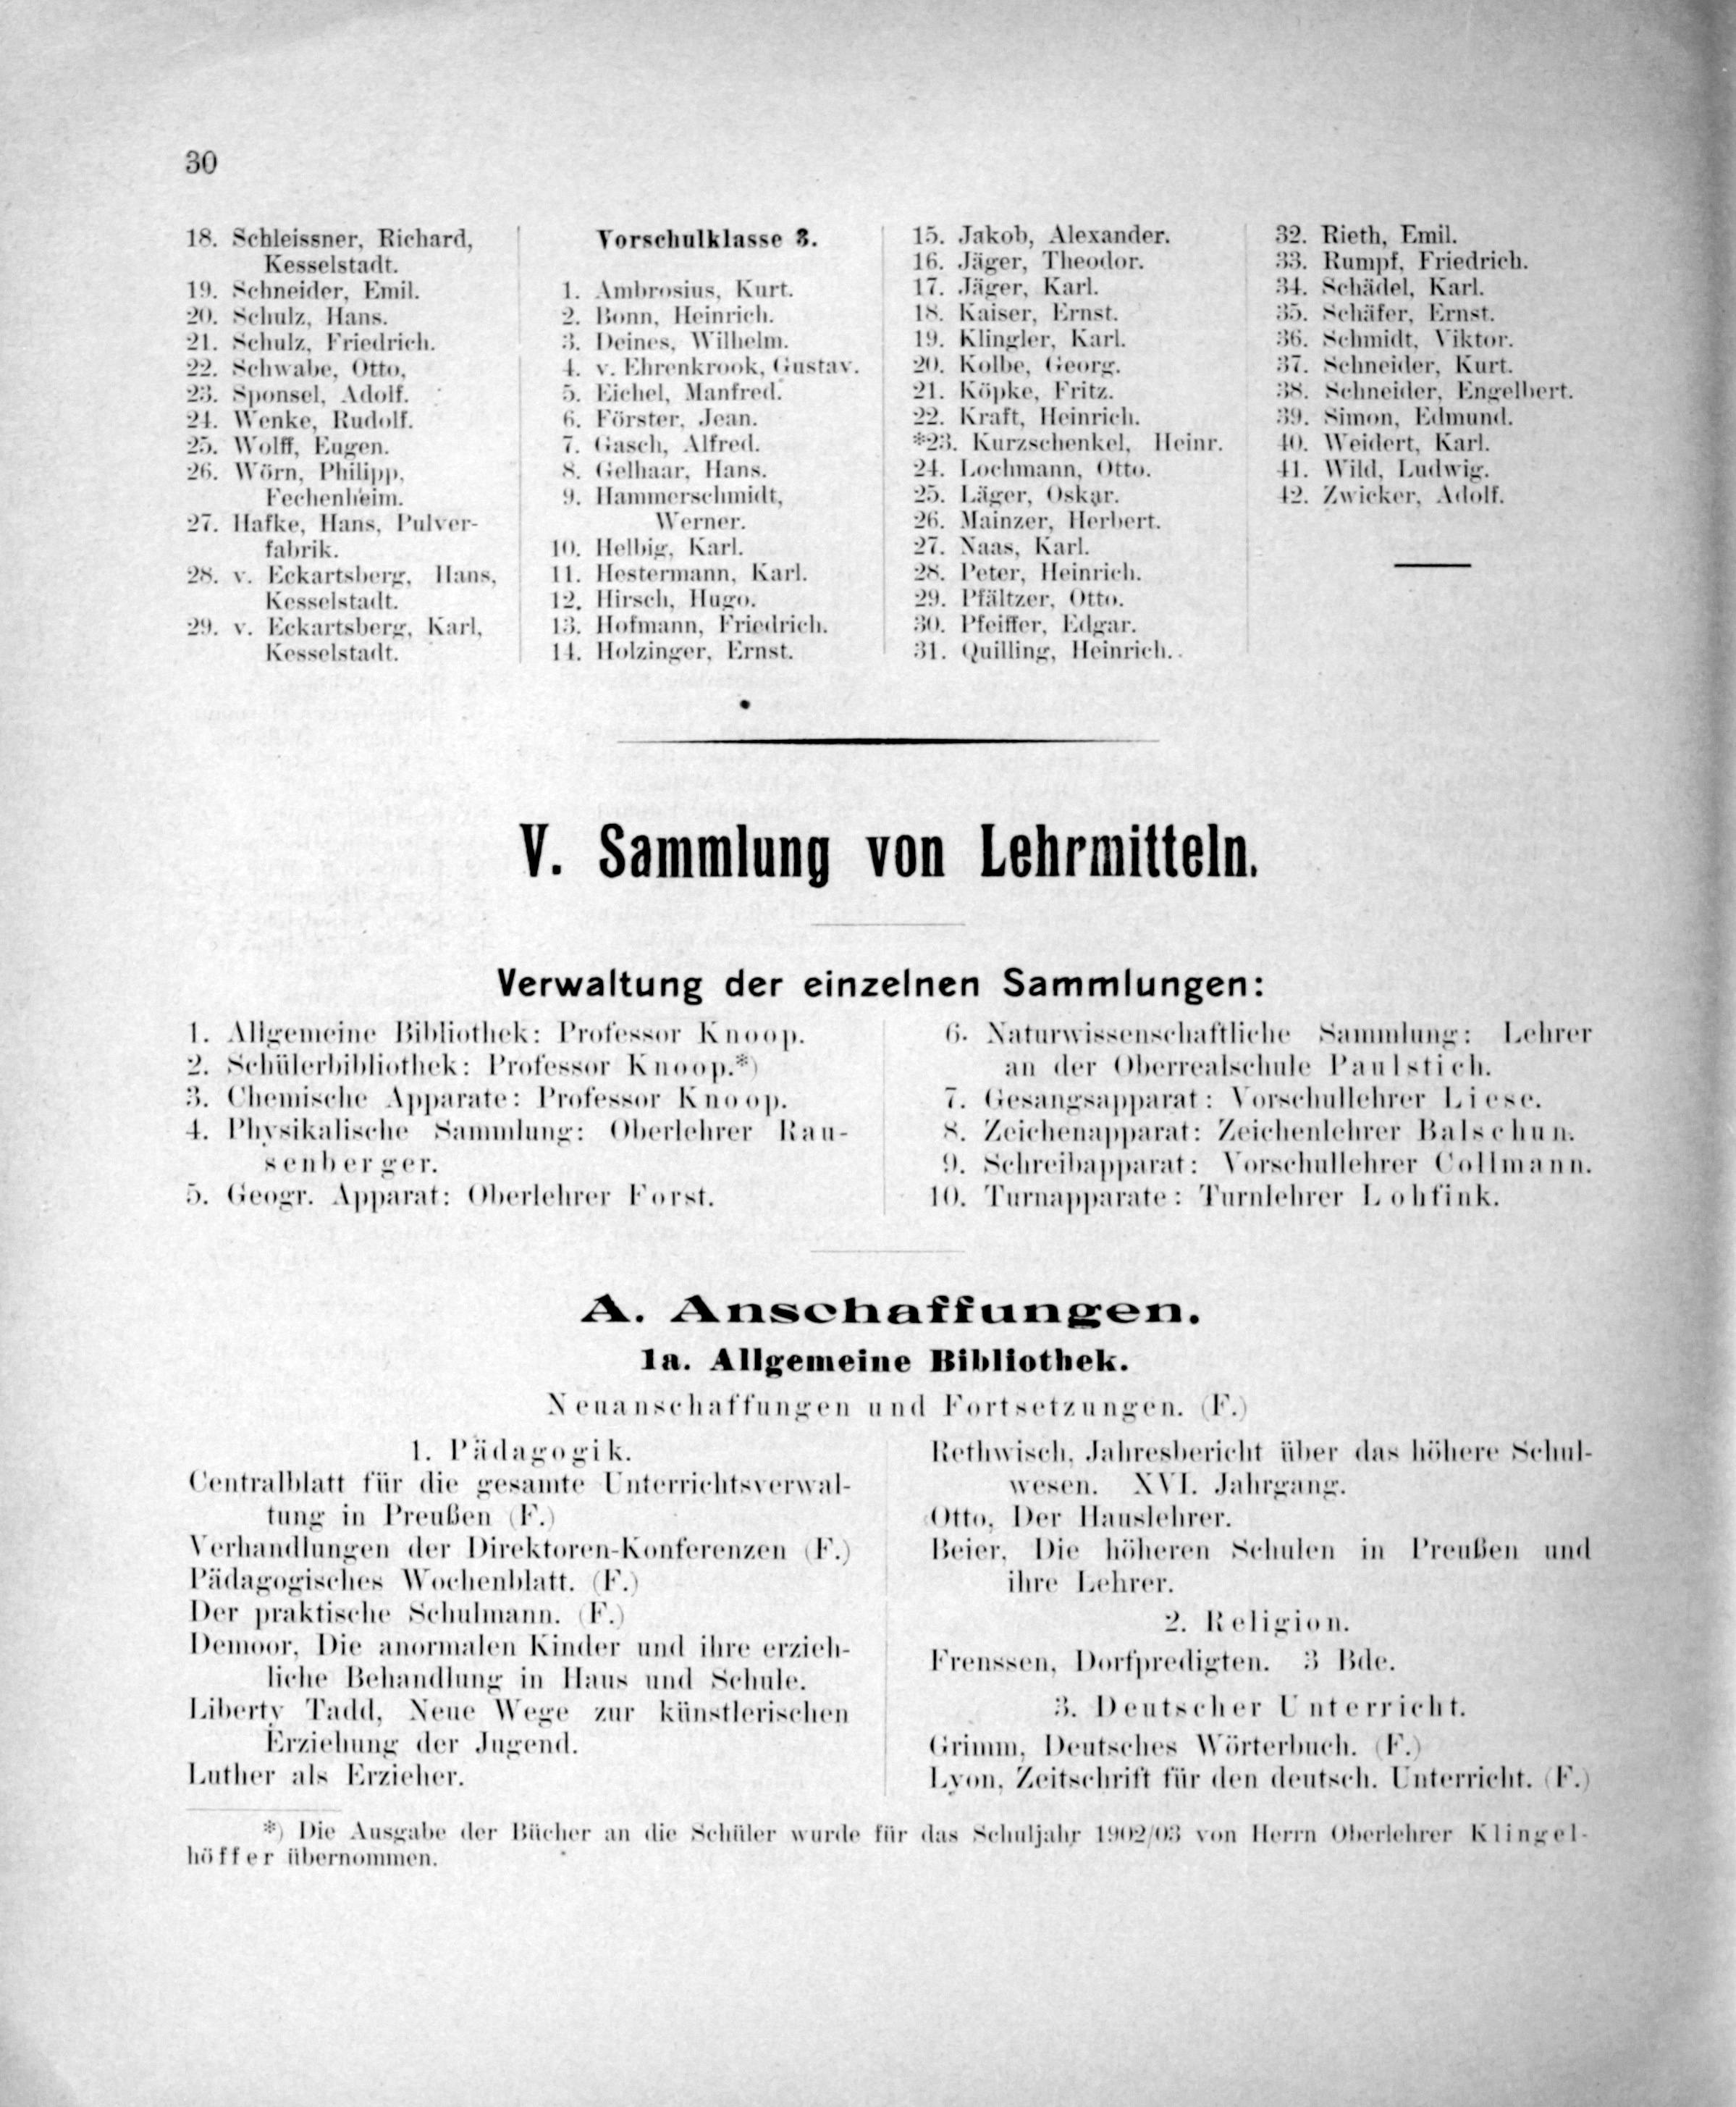 30
18. Schleissner, Richard,
Kesselstadt.
19. Schneider, Emil.
20. Schulz, Hans.
21. Schulz, Friedrich.
22. Schwabe, Otto.
23. Sponsel, Adolf.
24. Wenke, Rudolf.
25. Wolff, Eugen.
26. Wörn, Philipp,
Fechenheim.
27. Hafke, Hans, Pulver-
fabrik.
28. v. Eckartsberg, Hans,
Kesselstadt.
29. v. Eckartsberg, Karl,
Kesselstadt.
Vorschulklasse 3.
1. Ambrosius, Kurt.
2. Bonn, Heinrich.
3. Deines, Wilhelm.
4. v. Ehrenkrook, Gustav.
5. Eichel, Manfred.
6. Förster, Jean.
7. Gasch, Alfred.
8. Gelhaar, Hans.
9. Hammerschmidt,
Werner.
10. Helbig, Karl.
11. Hestermann, Karl.
12. Hirsch, Hugo.
13. Hofmann, Friedrich.
14. Holzinger, Ernst.
15. Jakob, Alexander.
16. Jäger, Theodor.
17. Jäger, Karl.
18. Kaiser, Ernst.
19. Klingler, Karl.
20. Kolbe, Georg.
21. Köpke, Fritz.
22. Kraft, Heinrich.
*23. Kurzschenkel, Heinr.
24. Lochmann, Otto.
25. Läger, Oskar.
26. Mainzer, Herbert.
27. Naas, Karl.
28. Peter, Heinrich.
29. Pfältzer, Otto.
30. Pfeiffer, Edgar.
31. Quilling, Heinrich.
32. Rieth, Emil.
33. Rumpf, Friedrich.
34. Schädel, Karl.
35. Schäfer, Ernst.
36. Schmidt, Viktor.
37. Schneider, Kurt.
38. Schneider, Engelbert.
39. Simon, Edmund.
40. Weidert, Karl.
41. Wild, Ludwig.
42. Zwicker, Adolf.
V. Sammlung von Lehrmitteln.
Verwaltung der einzelnen Sammlungen:
1. Allgemeine Bibliothek: Professor Knoop.
2. Schülerbibliothek: Professor Knoop.*)
3. Chemische Apparate: Professor Knoop.
4. Physikalische Sammlung: Oberlehrer Rau-
senberger.
5. Geogr. Apparat: Oberlehrer Forst.
6. Naturwissenschaftliche Sammlung: Lehrer
an der Oberrealschule Paulstich.
7. Gesangsapparat: Vorschullehrer Liese.
8. Zeichenapparat: Zeichenlehrer Balschun.
9. Schreibapparat: Vorschullehrer Collmann.
10. Turnapparate: Turnlehrer Lohfink.
A. Anschaffungen.
1a. Allgemeine Bibliothek.
Neuanschaffungen und Fortsetzungen. (F.)
1. Pädagogik.
Centralblatt für die gesamte Unterrichtsverwal-
tung in Preußen (F.)
Verhandlungen der Direktoren-Konferenzen (F.)
Pädagogisches Wochenblatt. (F.)
Der praktische Schulmann. (F.)
Demoor, Die anormalen Kinder und ihre erzieh-
liche Behandlung in Haus und Schule.
Liberty Tadd, Neue Wege zur künstlerischen
Erziehung der Jugend.
Luther als Erzieher.
Rethwisch, Jahresbericht über das höhere Schul-
wesen. XVI. Jahrgang.
Otto, Der Hauslehrer.
Beier, Die höheren Schulen in Preußen und
ihre Lehrer.
2. Religion.
Frenssen, Dorfpredigten. 3 Bde.
3. Deutscher Unterricht.
Grimm, Deutsches Wörterbuch. (F.)
Lyon, Zeitschrift für den deutsch. Unterricht. (F.)
*) Die Ausgabe der Bücher an die Schüler wurde für das Schuljahr 1902/03 von Herrn Oberlehrer Klingel-
höffer übernommen.